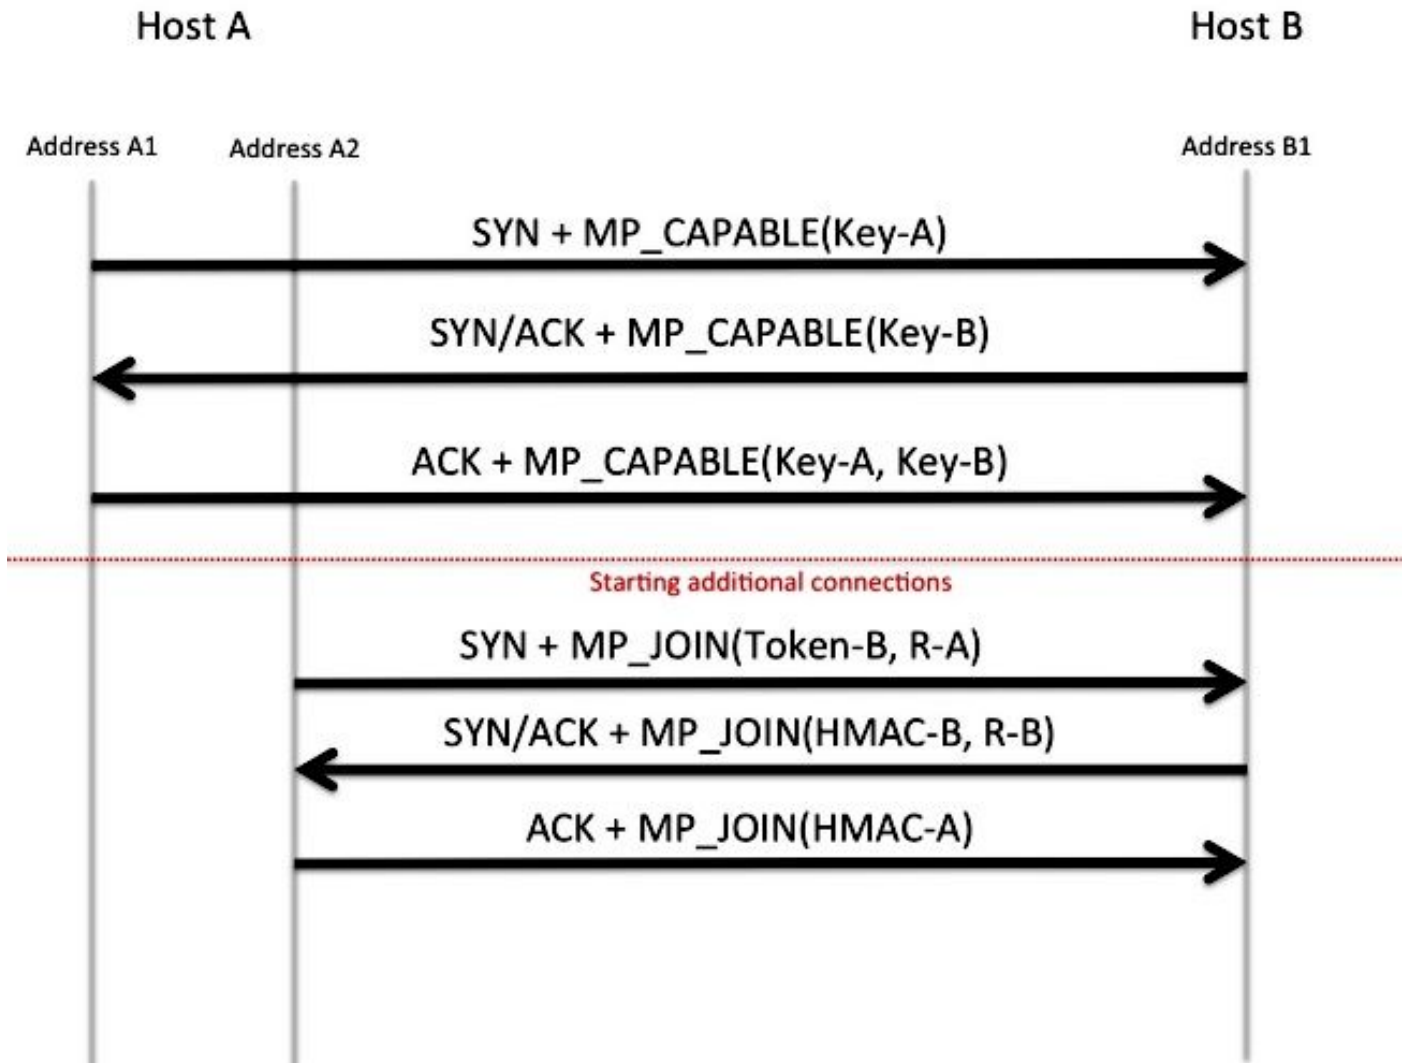 Host A
Host B
Address A1
Address A2
Address B1
SYN + MP_CAPABLE(Key-A)
SYN/ACK + MP_CAPABLE(Key-B)
ACK + MP_CAPABLE(Key-A, Key-B)
Starting additional connections
SYN + MP_JOIN(Token-B, R-A)
SYN/ACK + MP_JOIN(HMAC-B, R-B)
ACK + MP_JOIN(HMAC-A)